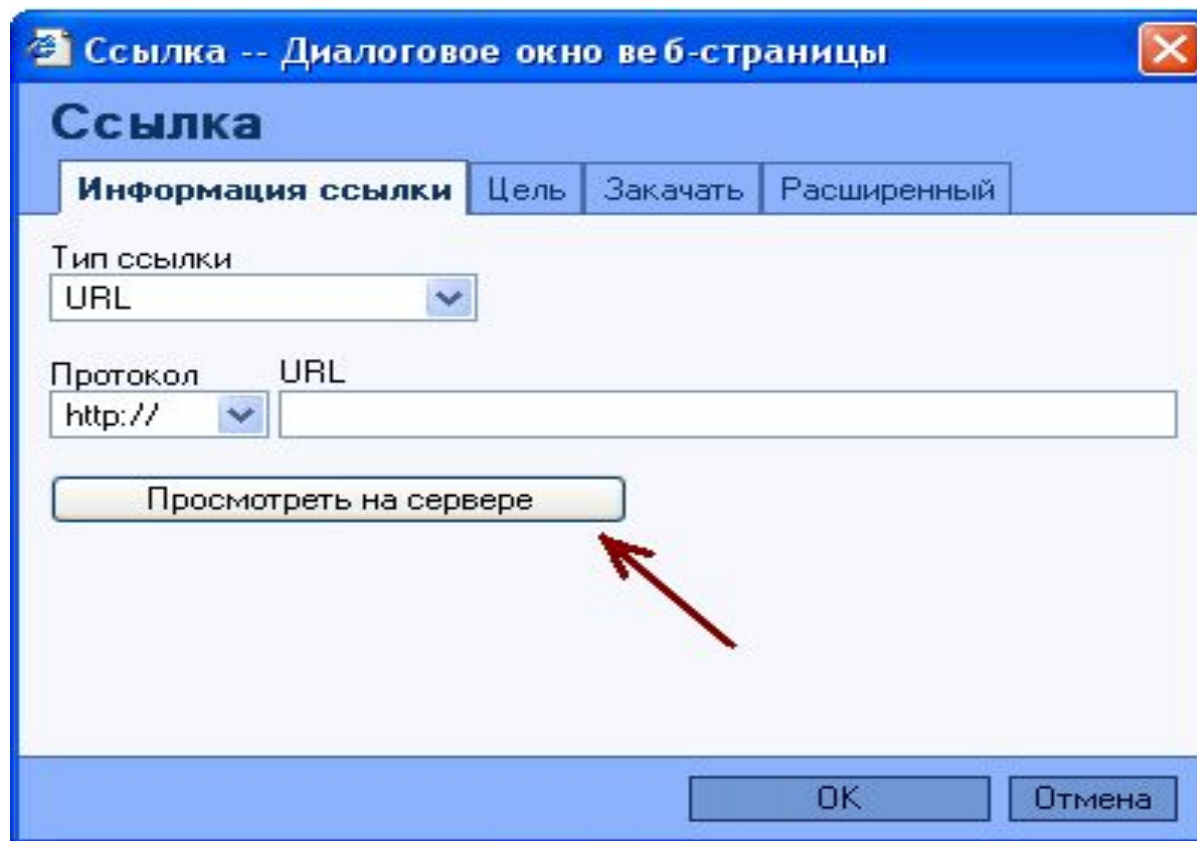 Ссылка -- Диалоговое окно веб-страницы
Ссылка
Информация ссылки Цель Закачать Расширенный
Тип ссылки
URL
Протокол URL
http://
Просмотреть на сервере
OK Отмена